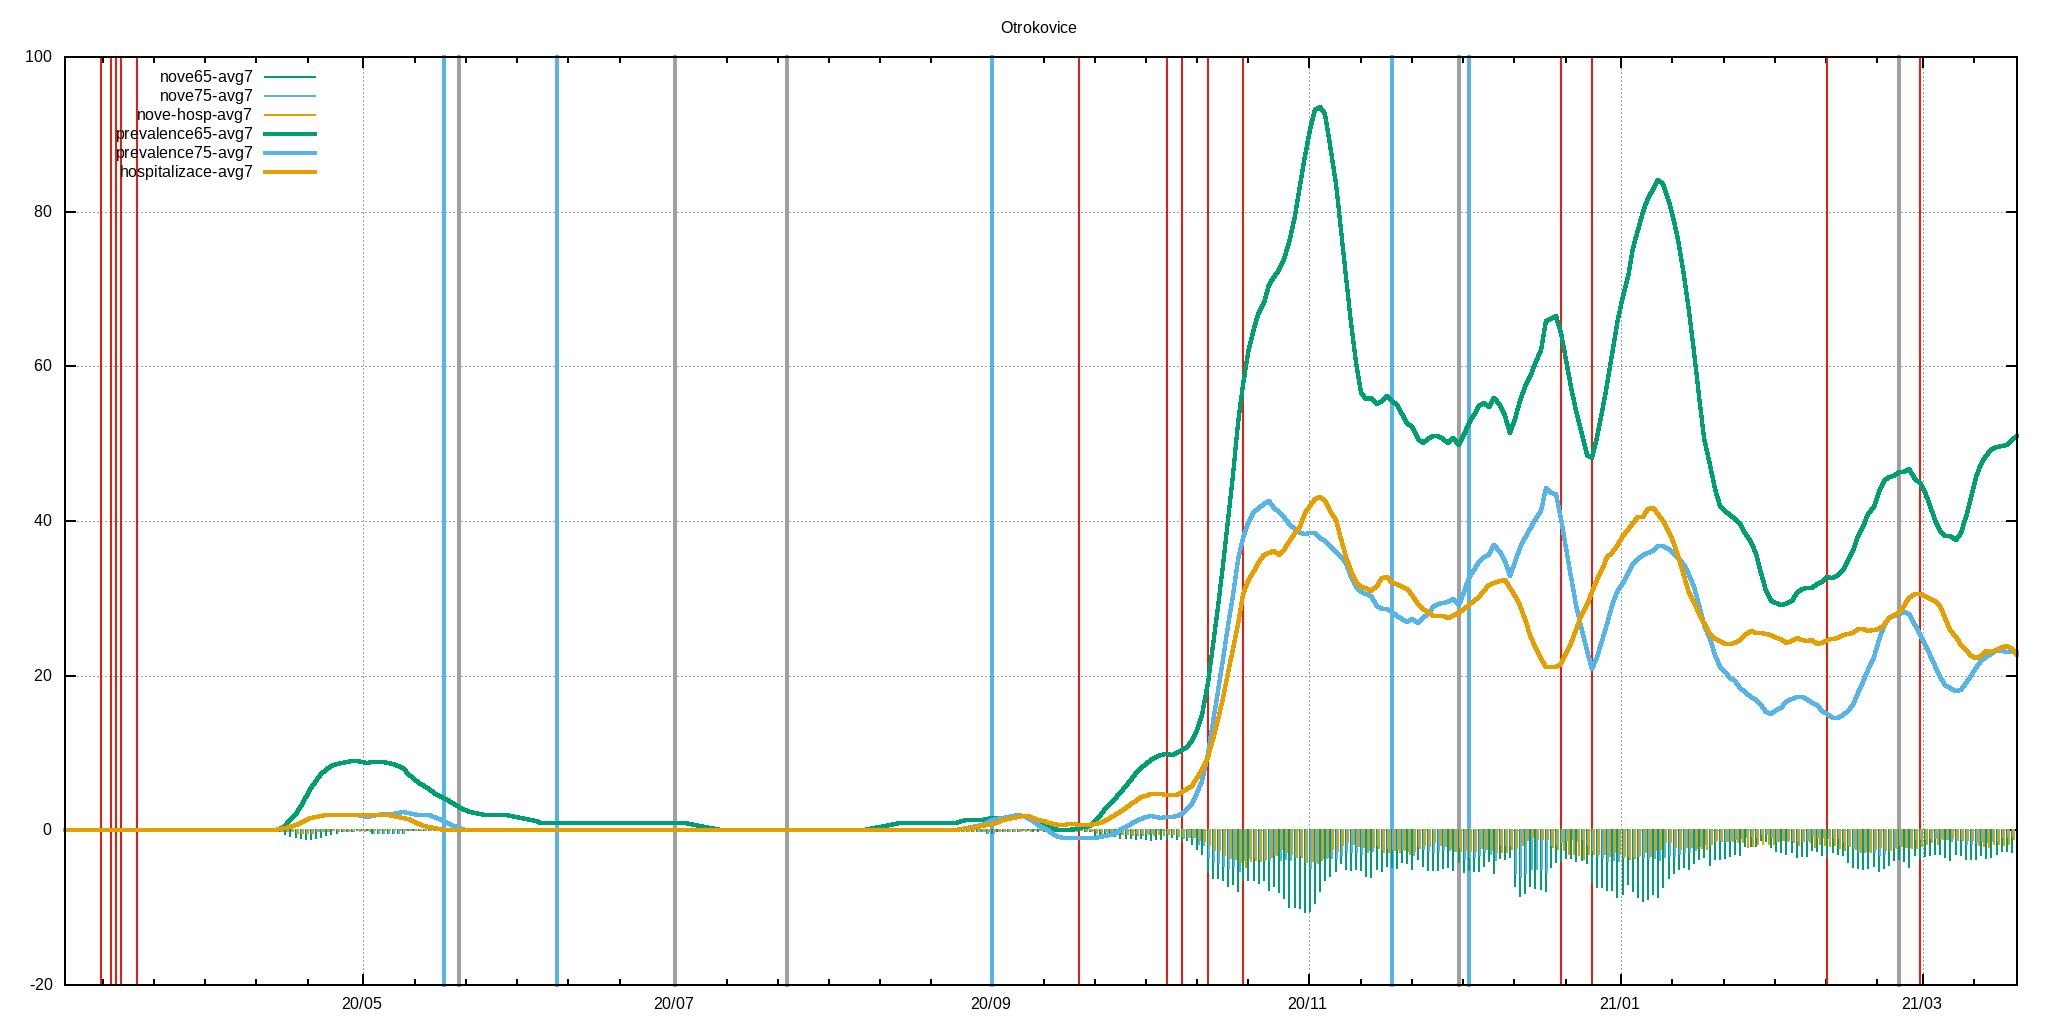 Otrokovice
100
nove65-avg7
nove75-avg7
nove-hosp-avg7
prevalence65-avg7
prevalence75-avg7
hospitalizace-avg7
80
60
40
20
0
-20
20/05 20/07 20/09 20/11 21/01 21/03